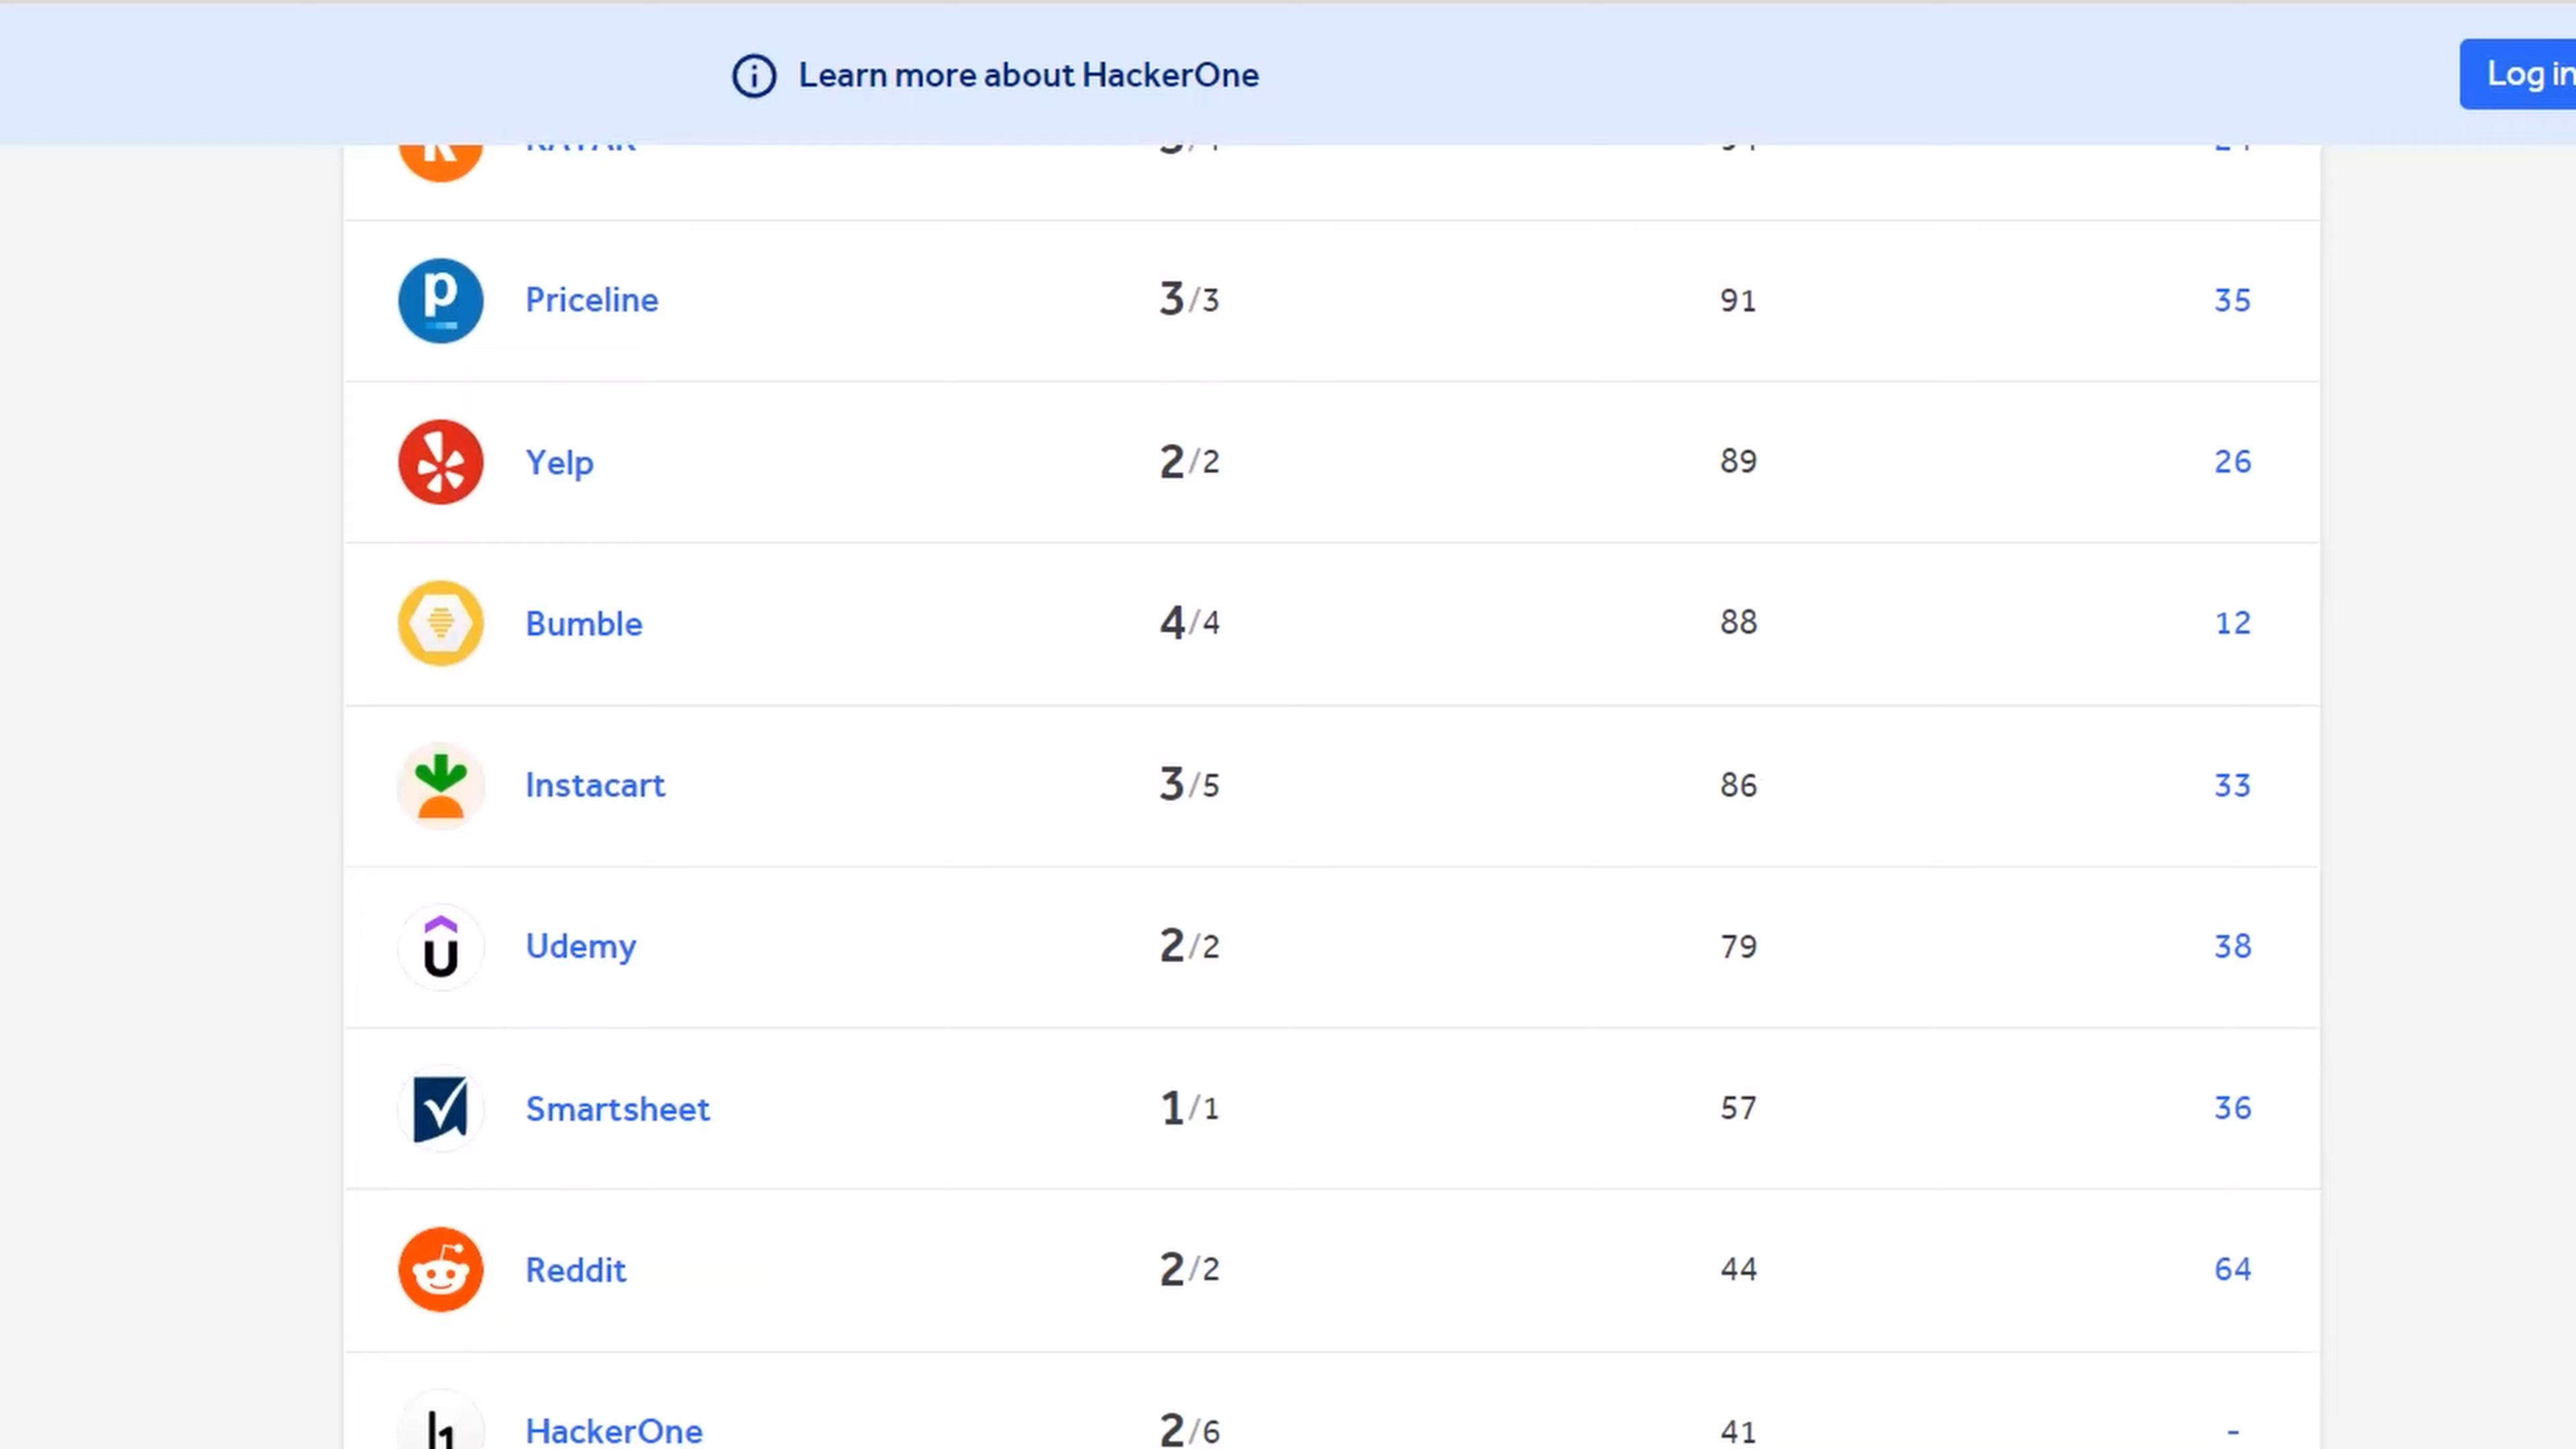 Learn more about HackerOne
Log in
Priceline 3/3 91 35
Yelp 2/2 89 26
Bumble 4/4 88 12
Instacart 3/5 86 33
Udemy 2/2 79 38
Smartsheet 1/1 57 36
Reddit 2/2 44 64
HackerOne 2/6 41 -